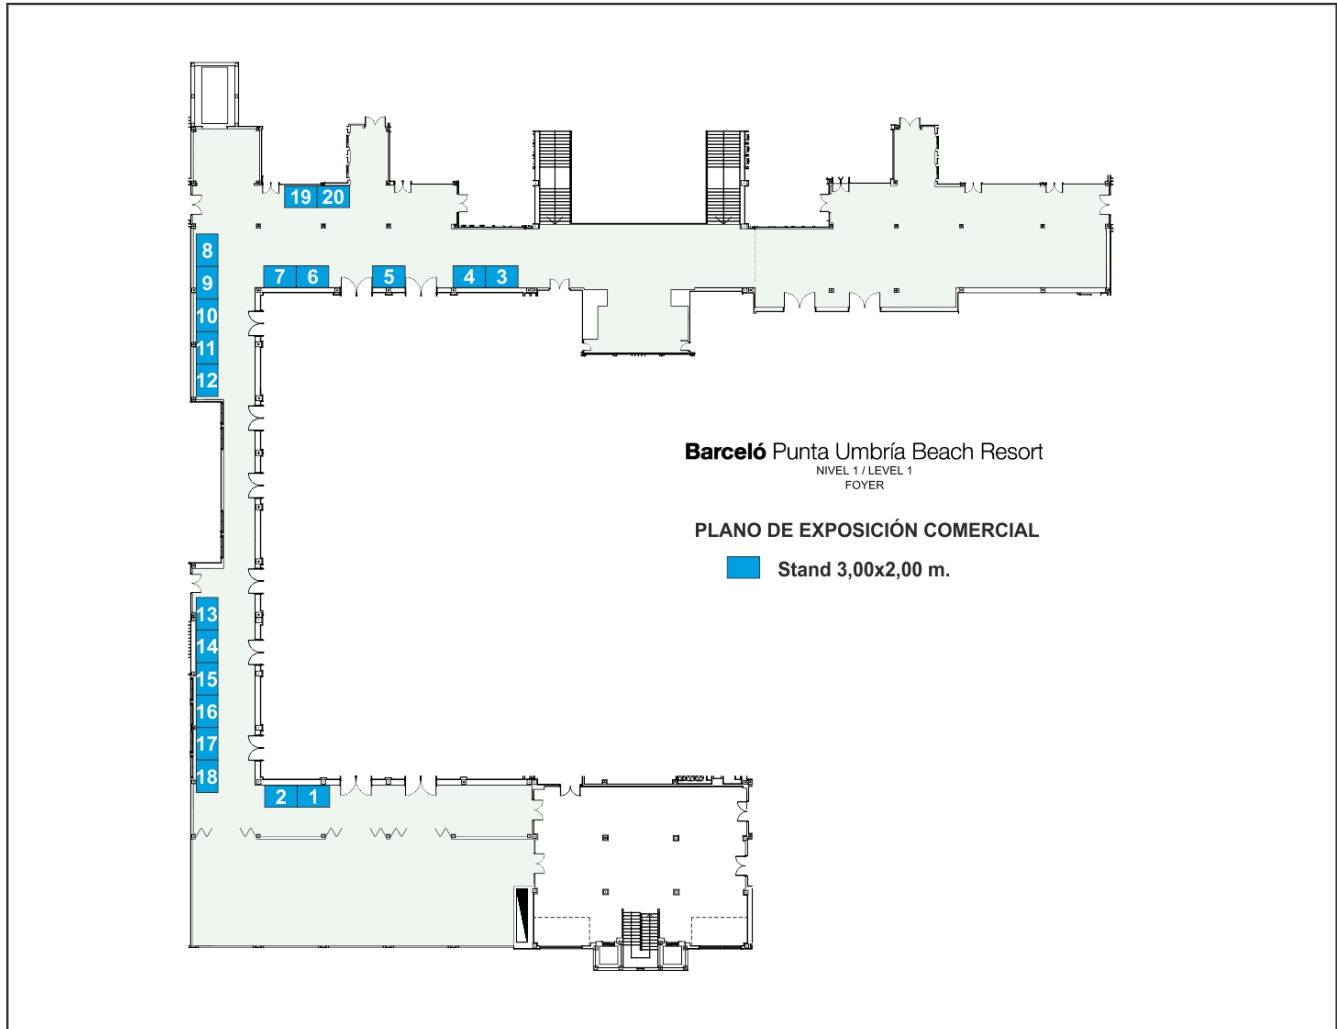 19 20
8
9
10
11
12
7 6 5 4 3
Barceló Punta Umbría Beach Resort
NIVEL 1 / LEVEL 1
FOYER
PLANO DE EXPOSICIÓN COMERCIAL
Stand 3,00x2,00 m.
13
14
15
16
17
18
2 1